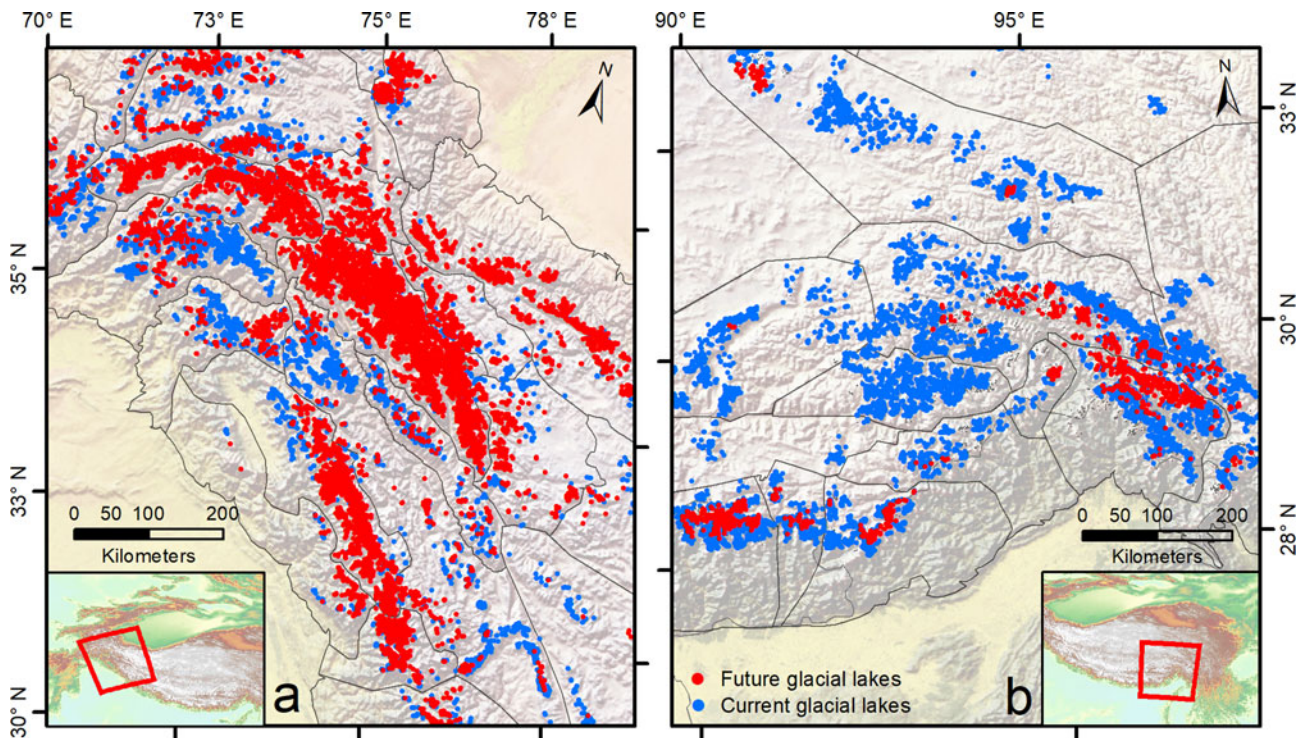 70° E 73° E 75° E 78° E 90° E 95° E
N
N
33° N
35° N
30° N
33° N
0 50 100 200
Kilometers
0 50 100 200
Kilometers
28° N
Future glacial lakes
Current glacial lakes
a
b
30° N